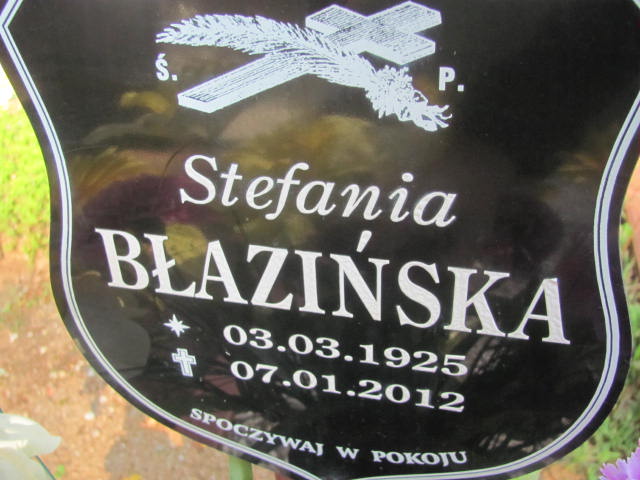 Ś. P.
Stefania
BŁAZIŃSKA
03.03.1925
07.01.2012
SPOCZYWAJ W POKOJU